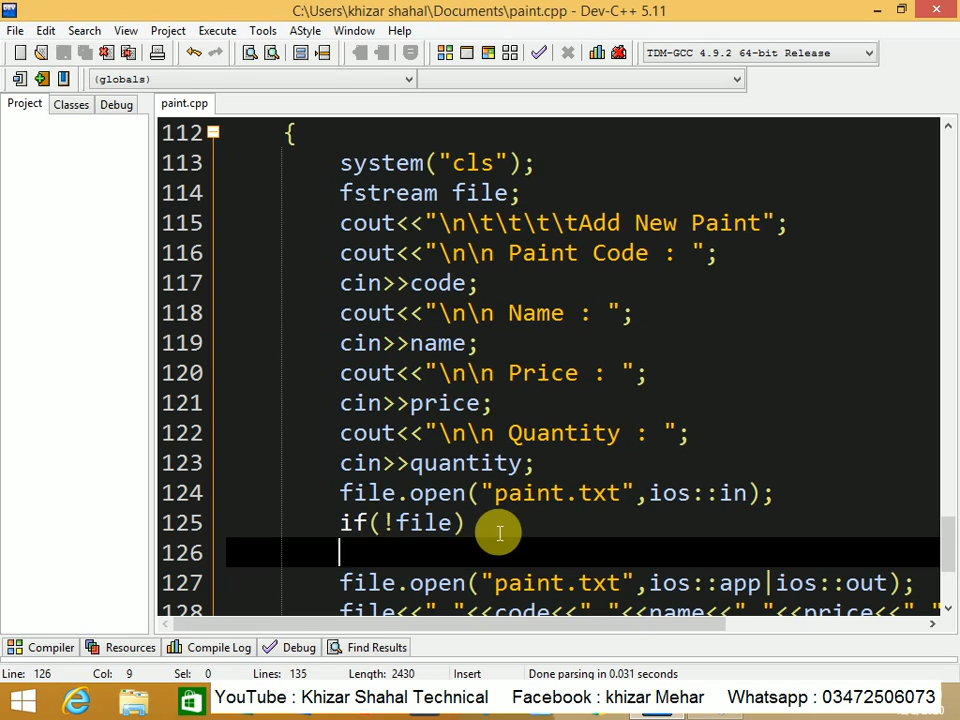 C:\Users\khizar shahal\Documents\paint.cpp - Dev-C++ 5.11
File Edit Search View Project Execute Tools AStyle Window Help
TDM-GCC 4.9.2 64-bit Release
(globals)
Project Classes Debug
paint.cpp
112 {
113 system("cls");
114 fstream file;
115 cout<<"\n\t\t\t\tAdd New Paint";
116 cout<<"\n\n Paint Code : ";
117 cin>>code;
118 cout<<"\n\n Name : ";
119 cin>>name;
120 cout<<"\n\n Price : ";
121 cin>>price;
122 cout<<"\n\n Quantity : ";
123 cin>>quantity;
124 file.open("paint.txt",ios::in);
125 if(!file)
126
127 file.open("paint.txt",ios::app|ios::out);
128 file<<" "<<code<<" "<<name<<" "<<price<<" "
Compiler Resources Compile Log Debug Find Results
Line: 126 Col: 9 Sel: 0 Lines: 135 Length: 2430 Insert Done parsing in 0.031 seconds
YouTube : Khizar Shahal Technical Facebook : khizar Mehar Whatsapp : 03472506073